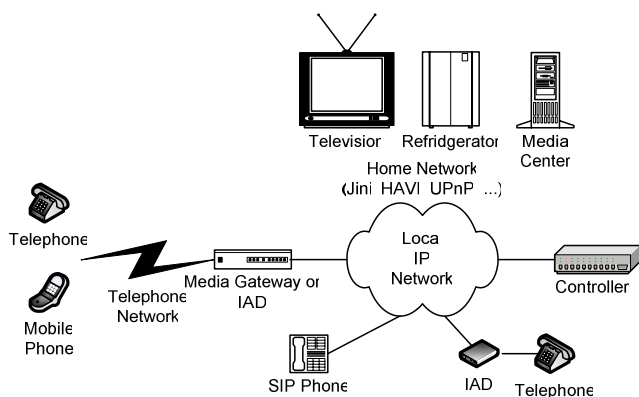 Television
Refridgerator
Media
Center
Home Network
(Jini HAVI UPnP ...)
Telephone
Mobile
Phone
Telephone
Network
Media Gateway or
IAD
Loca
IP
Network
Controller
SIP Phone
IAD
Telephone